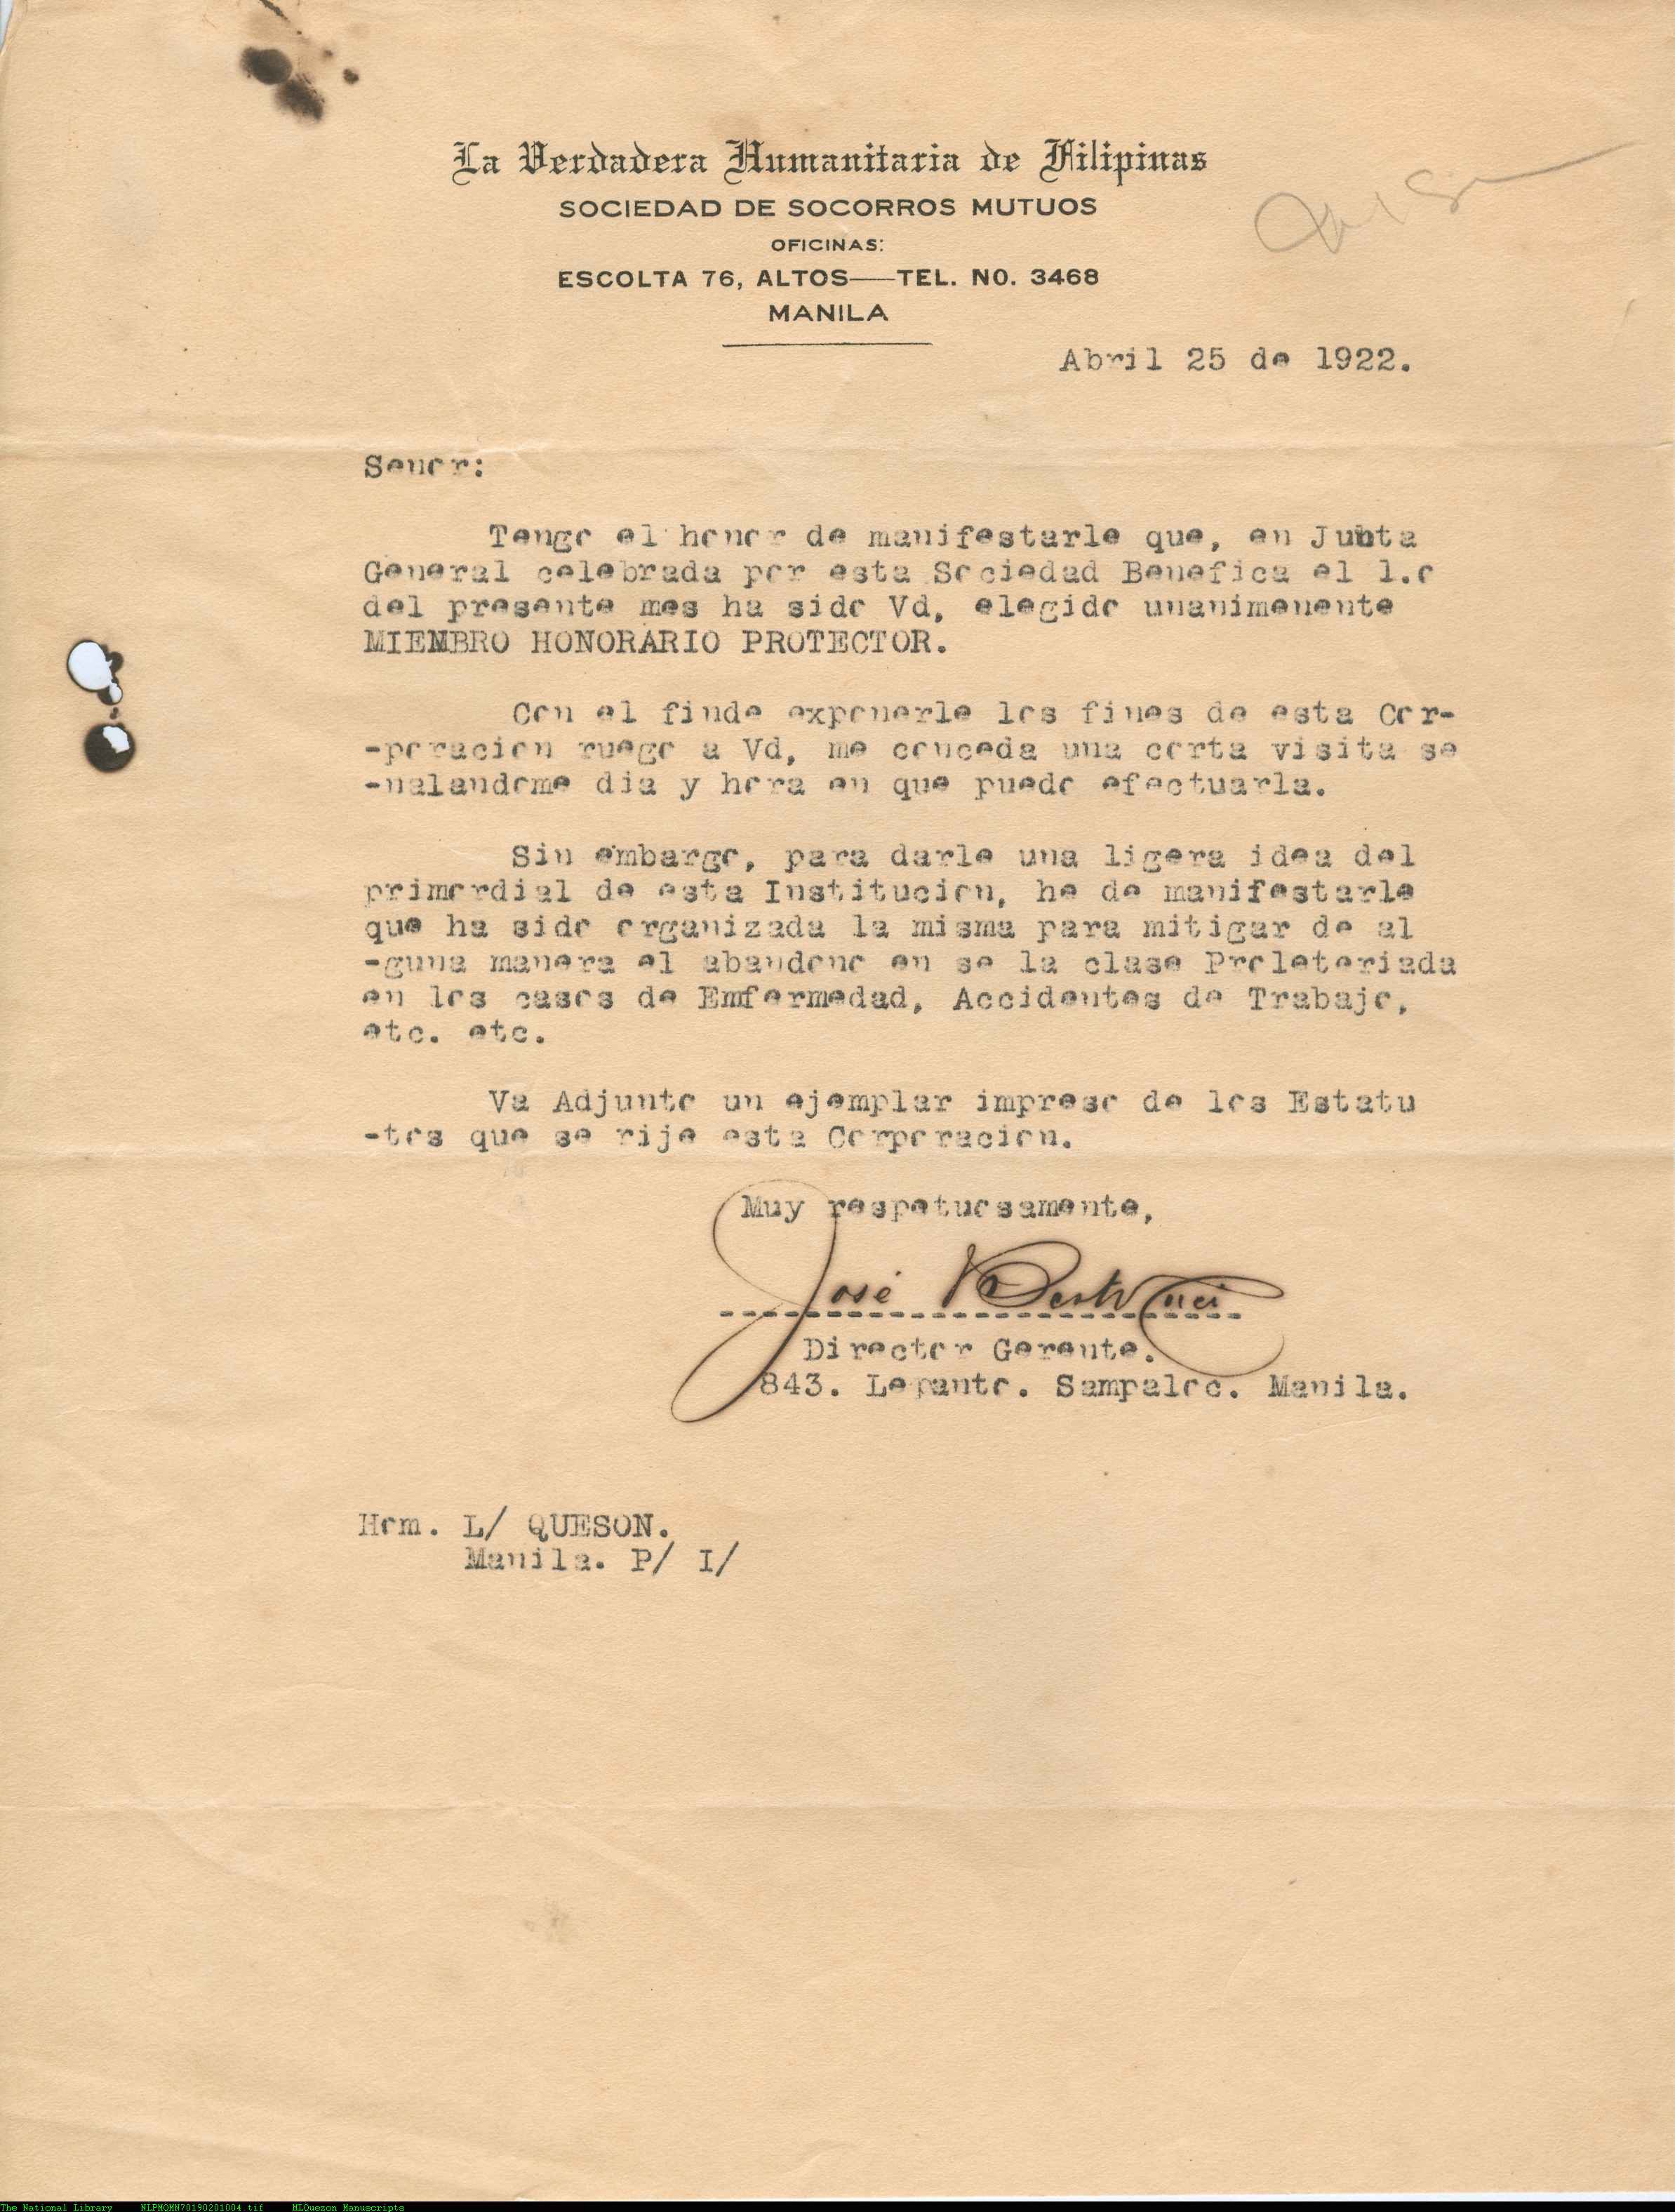 La Verdadera Humanitaria de Filipinas
SOCIEDAD DE SOCORROS MUTUOS
OFICINAS:
ESCOLTA 76, ALTOS—TEL. NO. 3468
MANILA
Abril 25 de 1922.
Senor:
Tengo el honor de manifestarle que, en Junta
General celebrada por esta Sociedad Benefica el 1.o
del presente mes ha sido Vd, elegido unanimenente
MIEMBRO HONORARIO PROTECTOR.
Con el finde exponerle los fines de esta Cor-
-poracion ruego a Vd, me conceda una corta visita se
-nalandome dia y hora en que puedo efectuarla.
Sin embargo, para darle una ligera idea del
primordial de esta Institucion, he de manifestarle
que ha sido organizada la misma para mitigar de al
-guna manera el abandono en se la clase Proleteriada
en los casos de Emfermedad, Accidentes de Trabajo,
etc. etc.
Va Adjunto un ejemplar impreso de los Estatu
-tos que se rije esta Corporacion.
Muy respetuosamente,
José
Director Gerente.
843. Lepanto. Sampaloc. Manila.
Hom. L/ QUESON.
Manila. P/ I/
The National Library NLPMQMN70190201004.tif MLQuezon Manuscripts